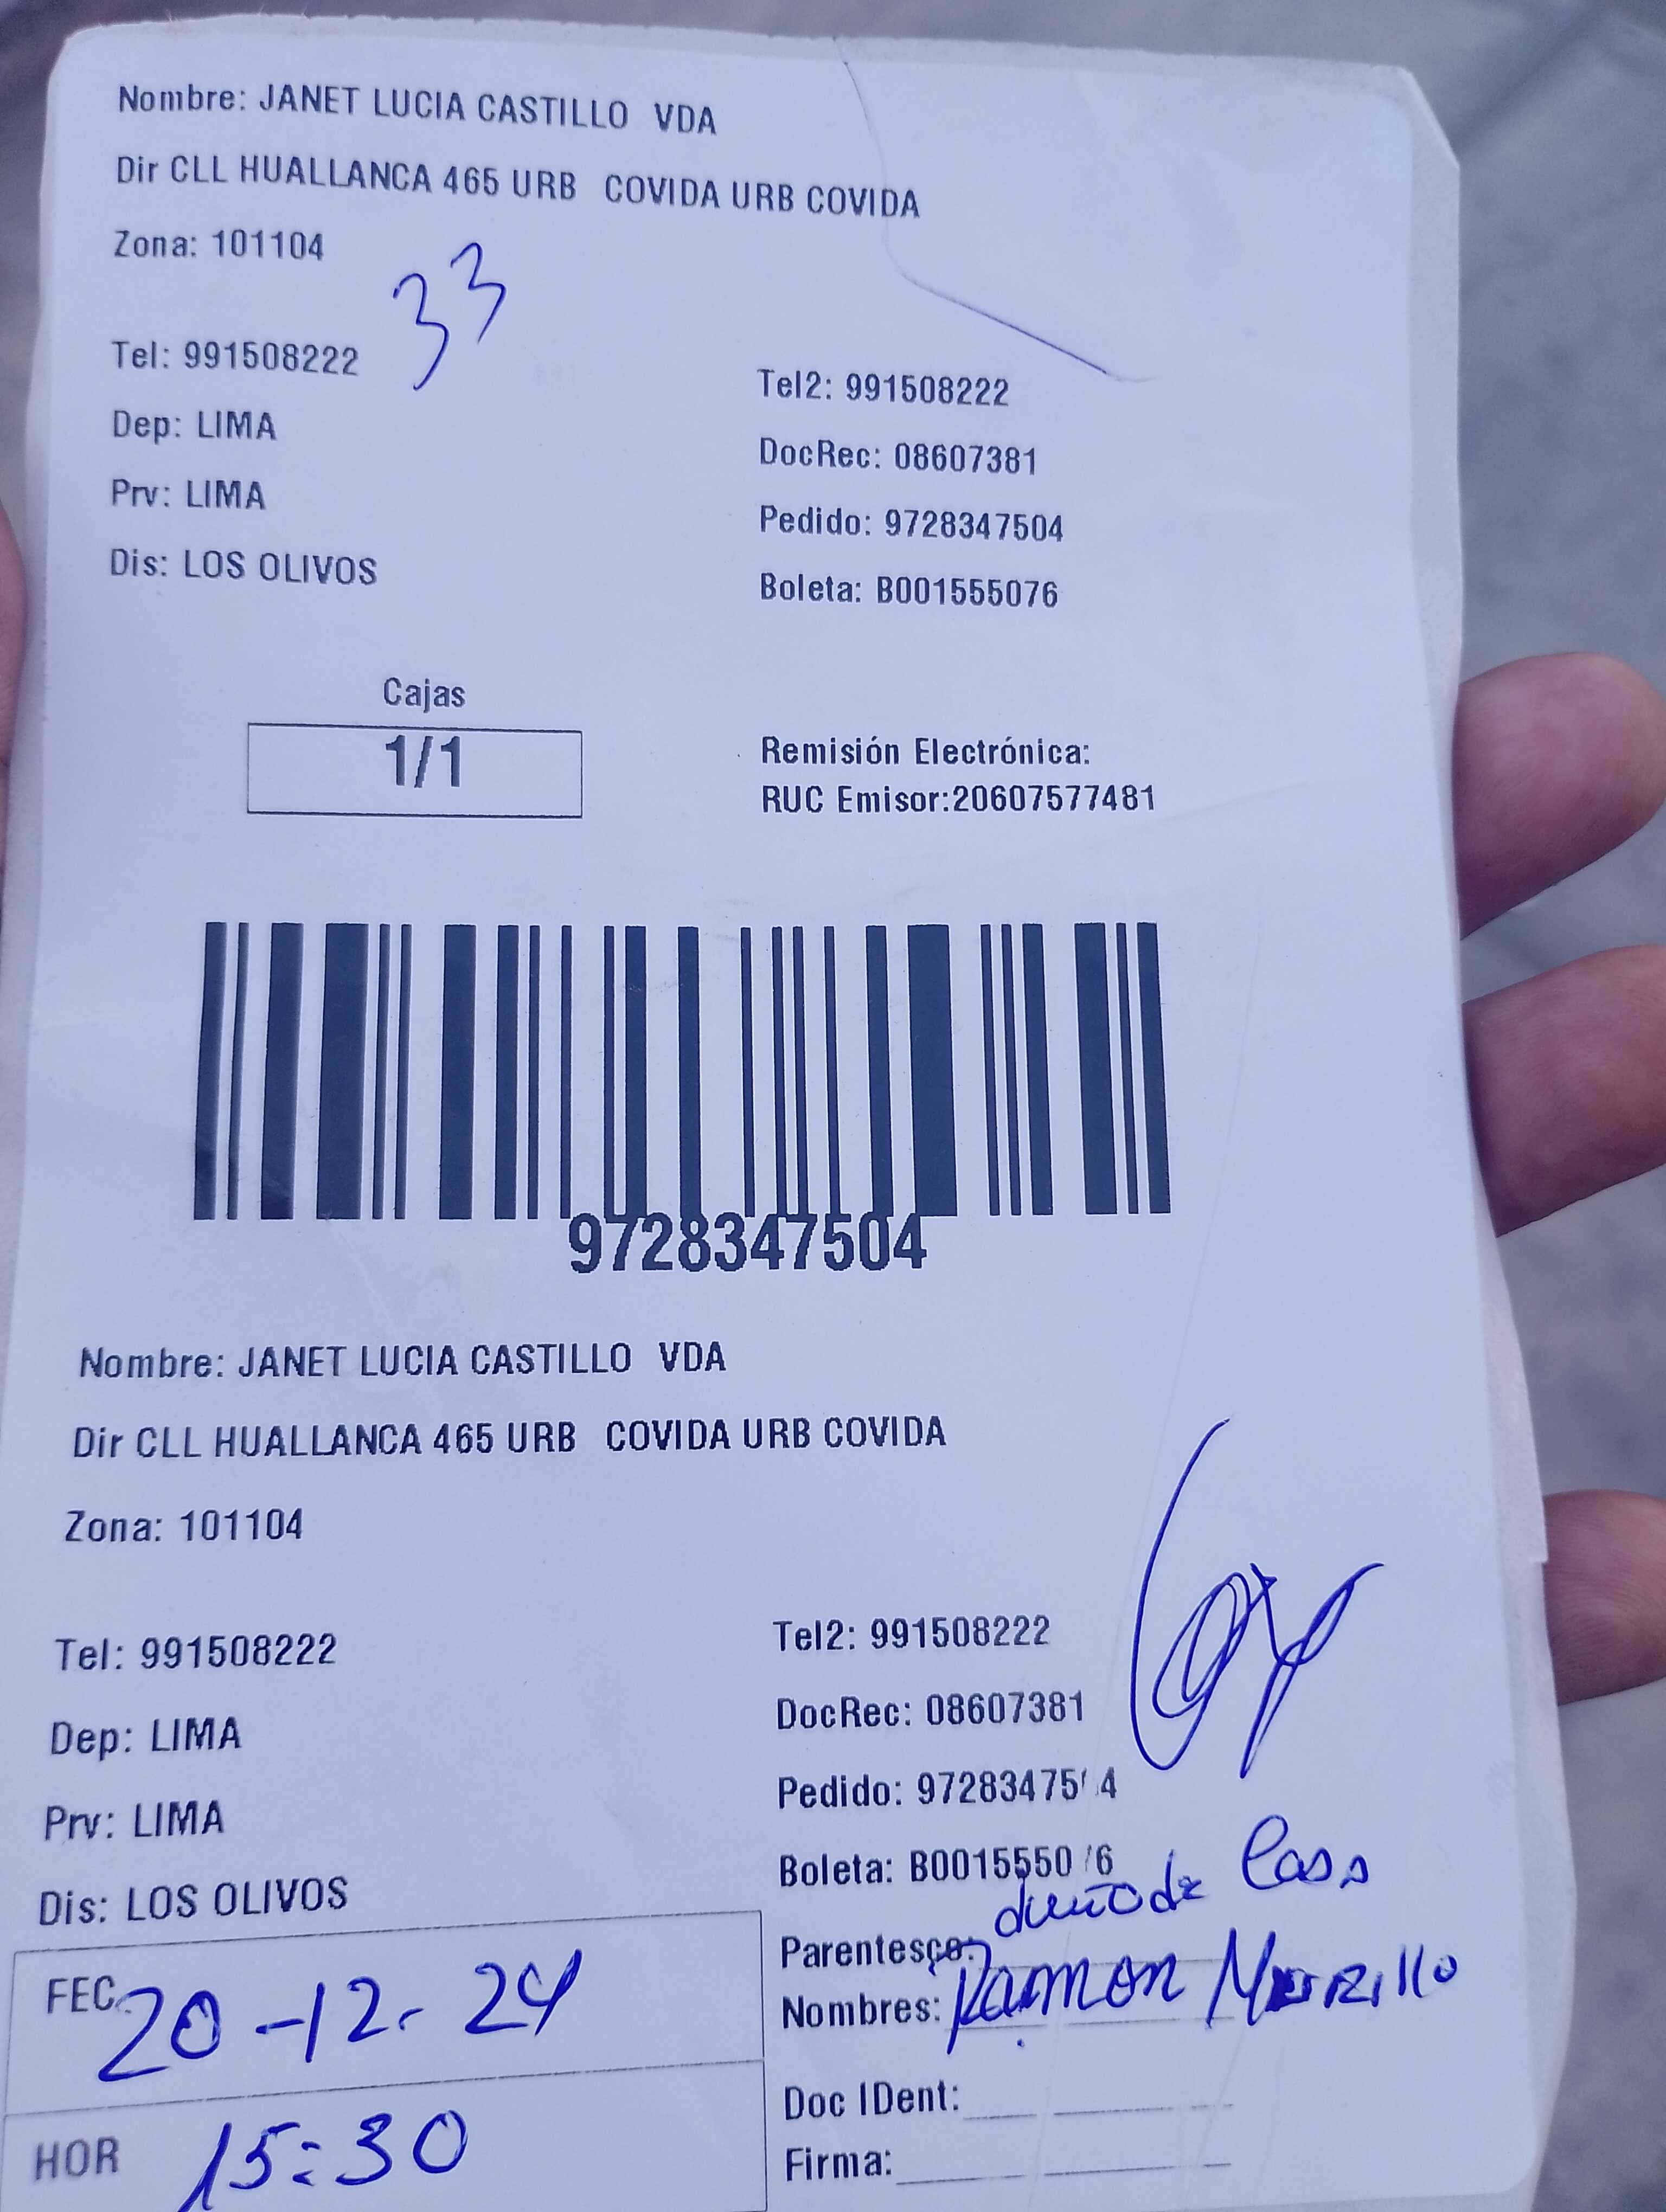 Nombre: JANET LUCIA CASTILLO VDA
Dir CLL HUALLANCA 465 URB COVIDA URB COVIDA
Zona: 101104
33
Tel: 991508222
Tel2: 991508222
Dep: LIMA
DocRec: 08607381
Prv: LIMA
Pedido: 9728347504
Dis: LOS OLIVOS
Boleta: B001555076
Cajas
1/1
Remisión Electrónica:
RUC Emisor:20607577481
9728347504
Nombre: JANET LUCIA CASTILLO VDA
Dir CLL HUALLANCA 465 URB COVIDA URB COVIDA
Zona: 101104
Tel: 991508222
Tel2: 991508222
Dep: LIMA
DocRec: 08607381
Prv: LIMA
Pedido: 9728347504
Dis: LOS OLIVOS
Boleta: B001555076
Parentesco: dueño de Casa
FEC 20-12-24
Nombres: Ramon Murillo
HOR 15:30
Doc IDent:
Firma: